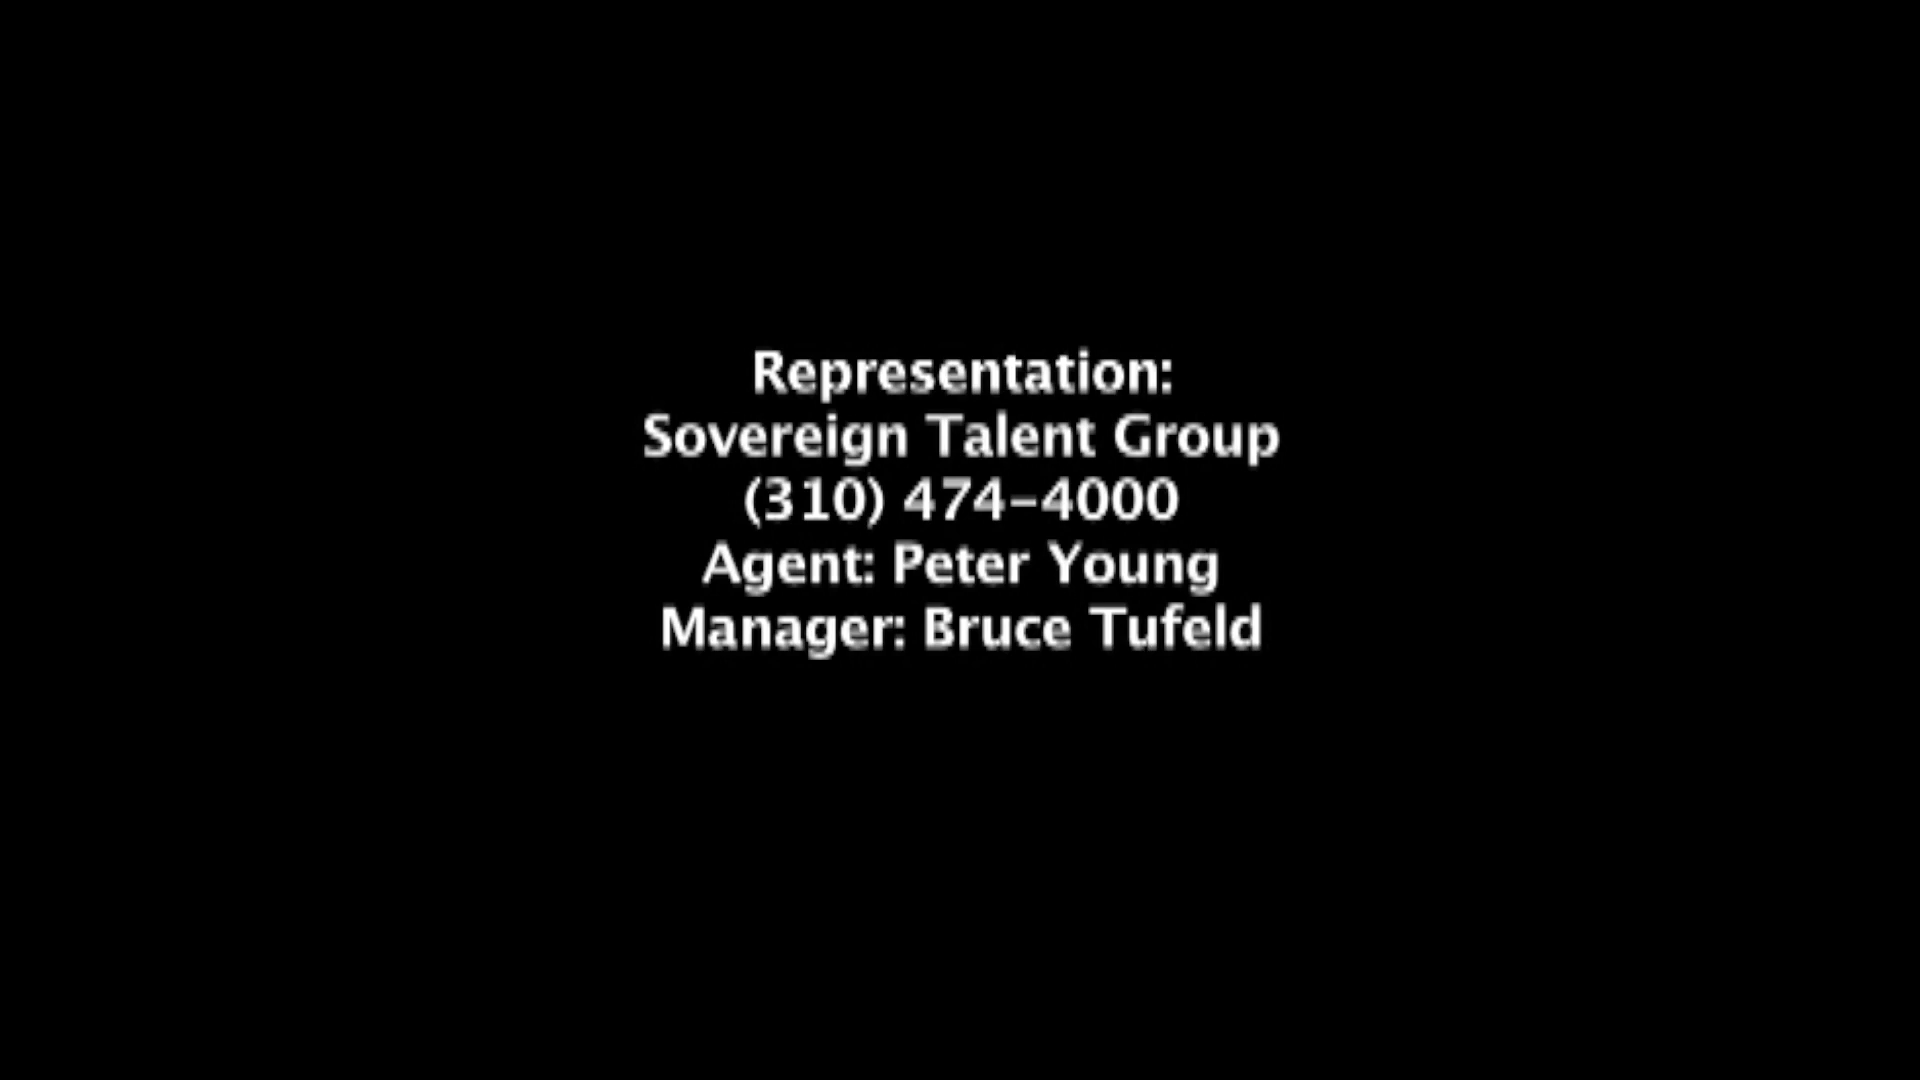 Representation:
Sovereign Talent Group
(310) 474-4000
Agent: Peter Young
Manager: Bruce Tufeld